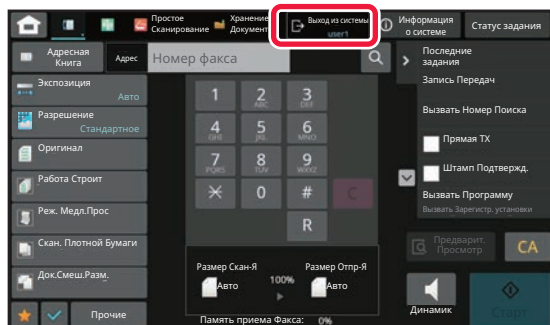 Простое
Сканирование
Хранение
Документ
Выход из системы
user1
Информация
о системе
Статус задания
Адресная
Книга
Адрес
Номер факса
Последние
задания
Экспозиция
Авто
Разрешение
Стандартное
Оригинал
Работа Строит
Реж. Медл.Прос
Скан. Плотной Бумаги
Док.Смеш.Разм.
Прочие
1
2
ABC
3
DEF
4
GHI
5
JKL
6
MNO
7
PQRS
8
TUV
9
WXYZ
0
#
C
R
Размер Скан-Я
Авто
100%
Размер Отпр-Я
Авто
Память приема Факса: 0%
Запись Передач
Вызвать Номер Поиска
Прямая TX
Штамп Подтвержд.
Вызвать Программу
Вызвать Зарегистр. установки
Предварит.
Просмотр
CA
Динамик
Старт